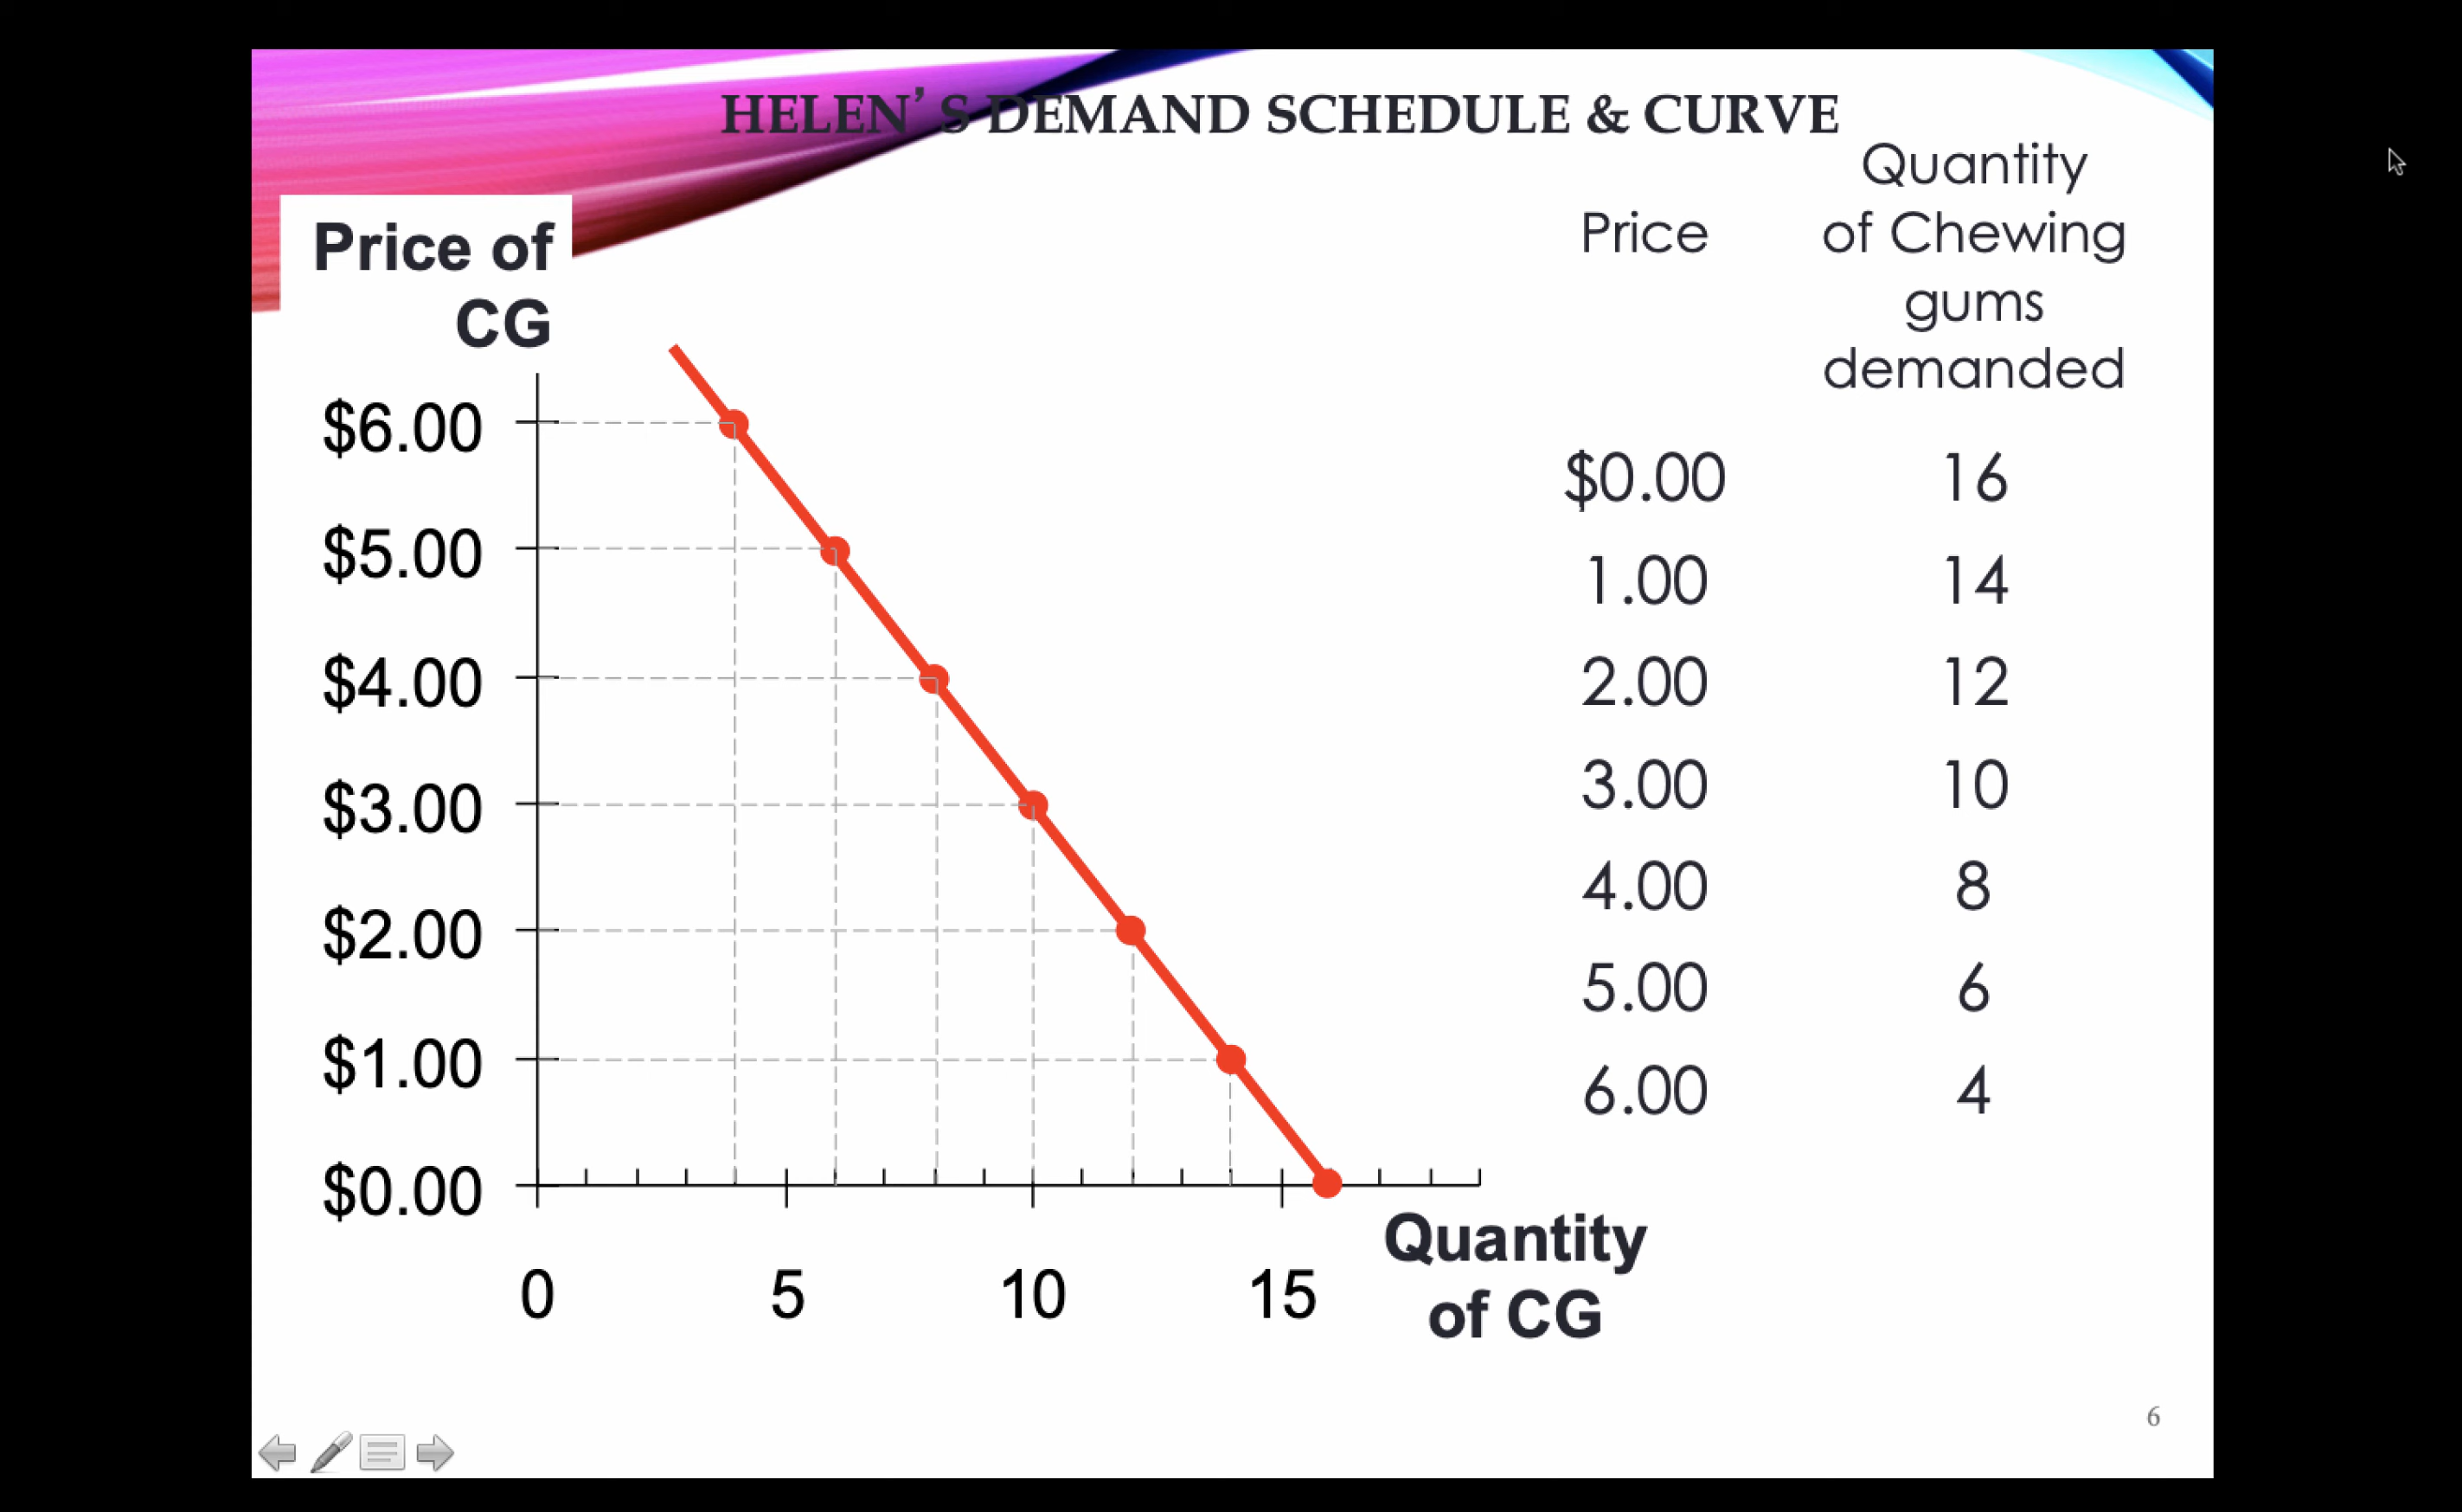 HELEN’S DEMAND SCHEDULE & CURVE
Price of
CG
$6.00
$5.00
$4.00
$3.00
$2.00
$1.00
$0.00
0 5 10 15
Quantity
of CG
Price
Quantity
of Chewing
gums
demanded
$0.00 16
1.00 14
2.00 12
3.00 10
4.00 8
5.00 6
6.00 4
6